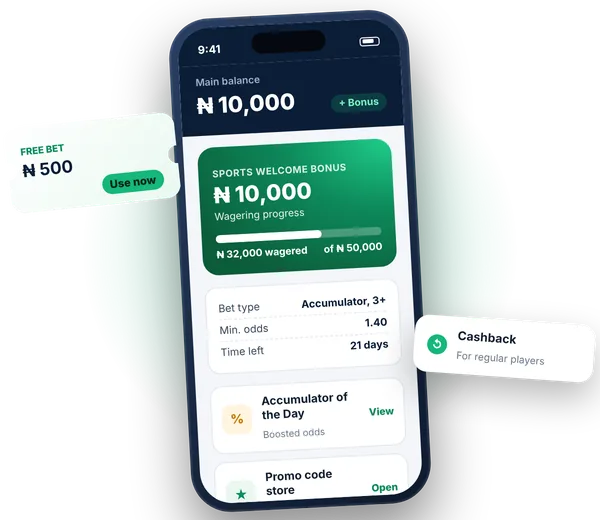 9:41
Main balance
₦ 10,000
+ Bonus
FREE BET
₦ 500
Use now
SPORTS WELCOME BONUS
₦ 10,000
Wagering progress
₦ 32,000 wagered of ₦ 50,000
Bet type Accumulator, 3+
Min. odds 1.40
Time left 21 days
Cashback
For regular players
Accumulator of
the Day
View
Boosted odds
Promo code
store
Open